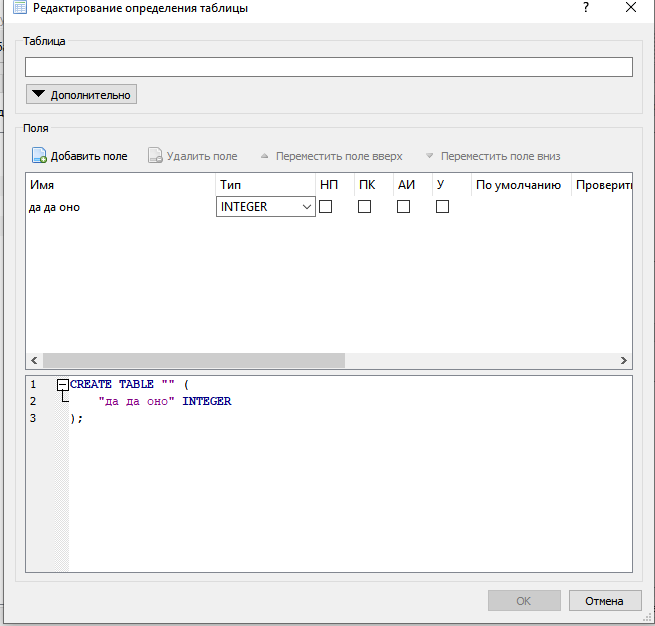 Редактирование определения таблицы
?
Таблица
Дополнительно
Поля
Добавить поле Удалить поле Переместить поле вверх Переместить поле вниз
Имя Тип НП ПК АИ У По умолчанию Проверить
да да оно INTEGER
1 CREATE TABLE "" (
2 "да да оно" INTEGER
3 );
OK Отмена